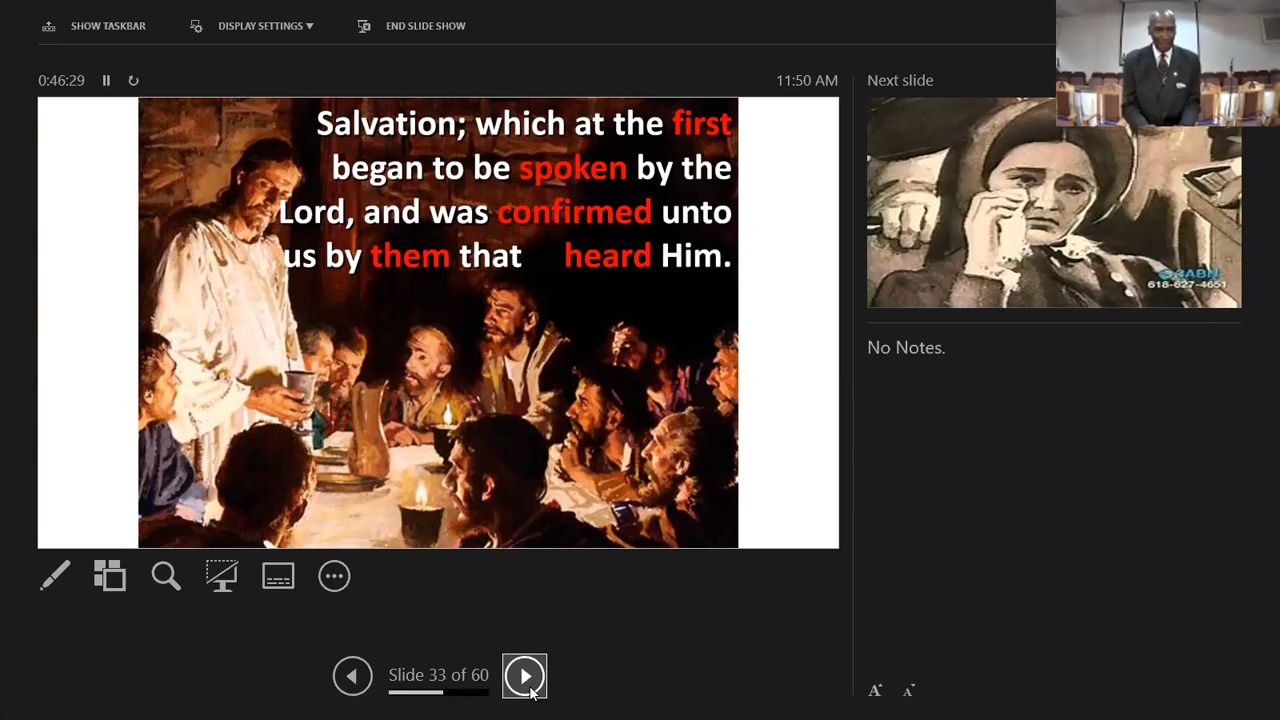 SHOW TASKBAR
DISPLAY SETTINGS ▼
END SLIDE SHOW
0:46:29
11:50 AM
Next slide
Salvation; which at the first
began to be spoken by the
Lord, and was confirmed unto
us by them that heard Him.
3ABN
618-627-4651
No Notes.
Slide 33 of 60
A A